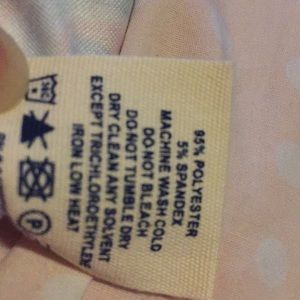 95% POLYESTER
5% SPANDEX
MACHINE WASH COLD
DO NOT BLEACH
DO NOT TUMBLE DRY
DRY CLEAN ANY SOLVENT
EXCEPT TRICHLOROETHYLENE
IRON LOW HEAT
P